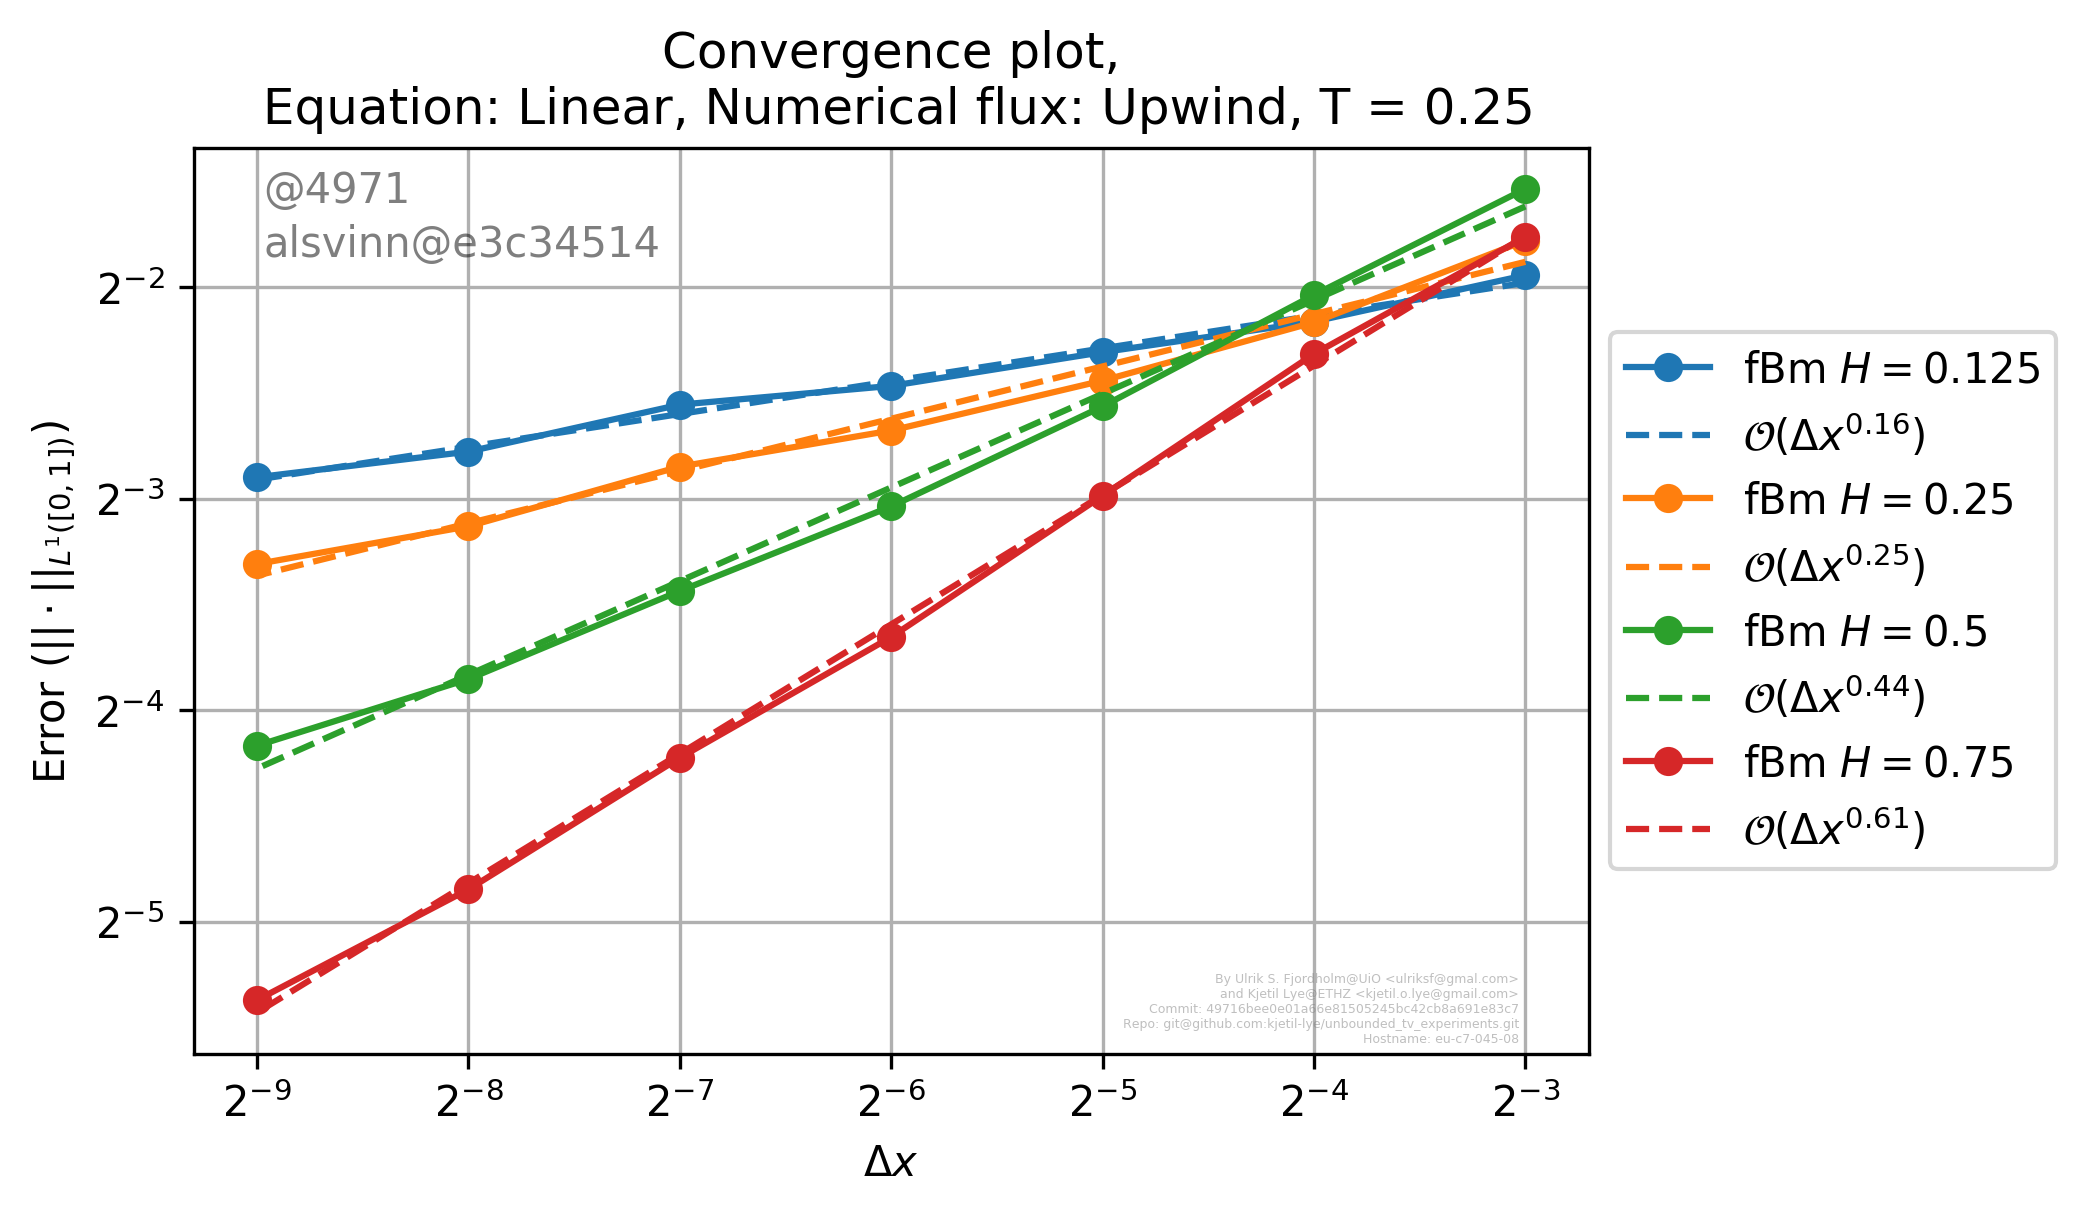 Convergence plot,
Equation: Linear, Numerical flux: Upwind, T = 0.25
@4971
alsvinn@e3c34514
2⁻²
2⁻³
2⁻⁴
2⁻⁵
Error (|| · ||_{L¹([0, 1])})
2⁻⁹ 2⁻⁸ 2⁻⁷ 2⁻⁶ 2⁻⁵ 2⁻⁴ 2⁻³
Δx
fBm H = 0.125
𝒪(Δx^{0.16})
fBm H = 0.25
𝒪(Δx^{0.25})
fBm H = 0.5
𝒪(Δx^{0.44})
fBm H = 0.75
𝒪(Δx^{0.61})
By Ulrik S. Fjordholm@UiO <ulriksf@gmal.com>
and Kjetil Lye@ETHZ <kjetil.o.lye@gmail.com>
Commit: 49716bee0e01a66e81505245bc42cb8a691e83c7
Repo: git@github.com:kjetil-lye/unbounded_tv_experiments.git
Hostname: eu-c7-045-08